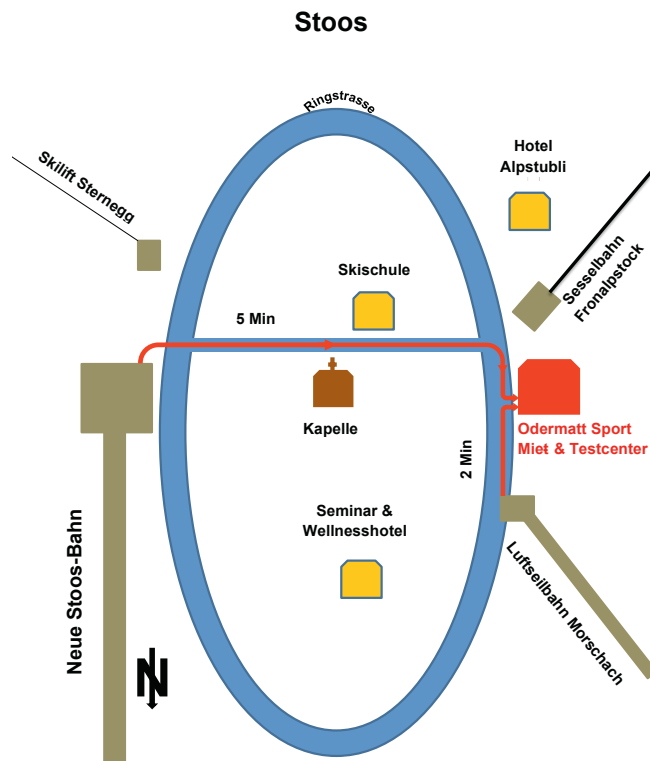 Stoos
Ringstrasse
Hotel
Alpstubli
Skilift Sternegg
Sesselbahn
Fronalpstock
Skischule
5 Min
Kapelle
Odermatt Sport
Miet & Testcenter
2 Min
Seminar &
Wellnesshotel
Neue Stoos-Bahn
Luftseilbahn Morschach
N